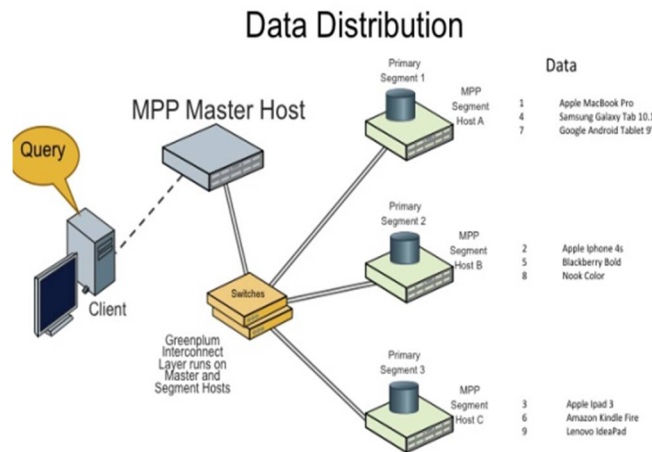 Data Distribution
Primary
Segment 1
Data
MPP Master Host
MPP
Segment
Host A
1 Apple MacBook Pro
4 Samsung Galaxy Tab 10.1
7 Google Android Tablet 9"
Query
Primary
Segment 2
MPP
Segment
Host B
2 Apple Iphone 4s
5 Blackberry Bold
8 Nook Color
Switches
Client
Greenplum
Interconnect
Layer runs on
Master and
Segment Hosts
Primary
Segment 3
MPP
Segment
Host C
3 Apple Ipad 3
6 Amazon Kindle Fire
9 Lenovo IdeaPad